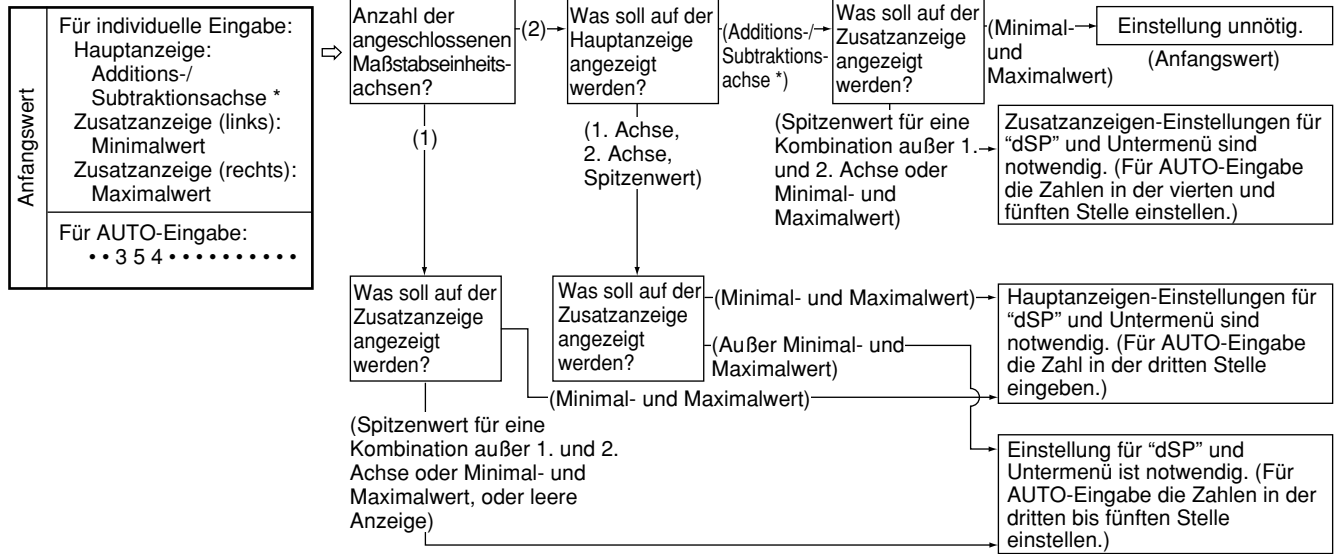 Anfangswert
Für individuelle Eingabe:
Hauptanzeige:
Additions-/
Subtraktionsachse *
Zusatzanzeige (links):
Minimalwert
Zusatzanzeige (rechts):
Maximalwert
Für AUTO-Eingabe:
• • 3 5 4 • • • • • • • • • •
Anzahl der
angeschlossenen
Maßstabseinheits-
achsen?
(2)
Was soll auf der
Hauptanzeige
angezeigt
werden?
(Additions-/
Subtraktions-
achse *)
Was soll auf der
Zusatzanzeige
angezeigt
werden?
(Minimal-
und
Maximalwert)
Einstellung unnötig.
(Anfangswert)
(1)
(1. Achse,
2. Achse,
Spitzenwert)
(Spitzenwert für eine
Kombination außer 1.
und 2. Achse oder
Minimal- und
Maximalwert)
Zusatzanzeigen-Einstellungen für
“dSP” und Untermenü sind
notwendig. (Für AUTO-Eingabe
die Zahlen in der vierten und
fünften Stelle einstellen.)
Was soll auf der
Zusatzanzeige
angezeigt
werden?
Was soll auf der
Zusatzanzeige
angezeigt
werden?
(Minimal- und Maximalwert)
(Außer Minimal- und
Maximalwert)
(Minimal- und Maximalwert)
Hauptanzeigen-Einstellungen für
“dSP” und Untermenü sind
notwendig. (Für AUTO-Eingabe
die Zahl in der dritten Stelle
eingeben.)
(Spitzenwert für eine
Kombination außer 1. und 2.
Achse oder Minimal- und
Maximalwert, oder leere
Anzeige)
Einstellung für “dSP” und
Untermenü ist notwendig. (Für
AUTO-Eingabe die Zahlen in der
dritten bis fünften Stelle
einstellen.)